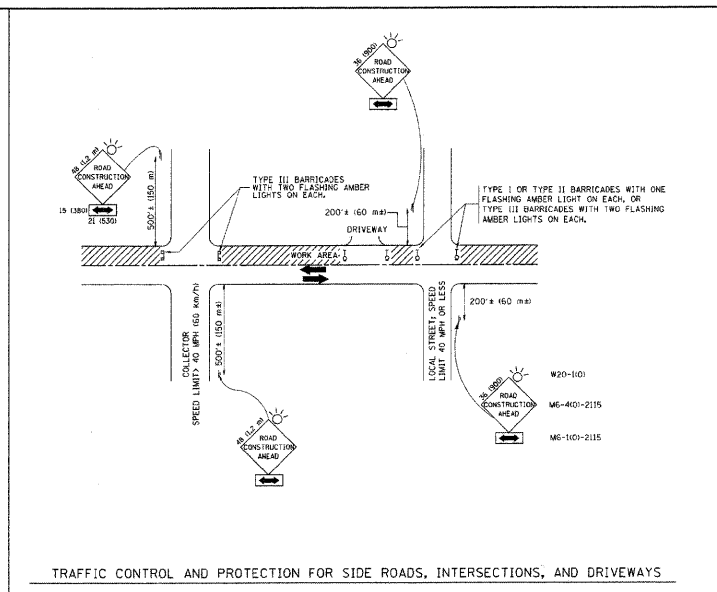 36 (900)
ROAD
CONSTRUCTION
AHEAD
48 (1.2 m)
ROAD
CONSTRUCTION
AHEAD
15 (380)
21 (530)
500'± (150 m)
TYPE III BARRICADES
WITH TWO FLASHING AMBER
LIGHTS ON EACH.
200'± (60 m±)
DRIVEWAY
TYPE I OR TYPE II BARRICADES WITH ONE
FLASHING AMBER LIGHT ON EACH, OR
TYPE III BARRICADES WITH TWO FLASHING
AMBER LIGHTS ON EACH.
WORK AREA
COLLECTOR
SPEED LIMIT> 40 MPH (60 Km/h)
500'± (150 m±)
LOCAL STREET: SPEED
LIMIT 40 MPH OR LESS
200'± (60 m±)
48 (1.2 m)
ROAD
CONSTRUCTION
AHEAD
36 (900)
ROAD
CONSTRUCTION
AHEAD
W20-1(O)
M6-4(O)-2115
M6-1(O)-2115
TRAFFIC CONTROL AND PROTECTION FOR SIDE ROADS, INTERSECTIONS, AND DRIVEWAYS